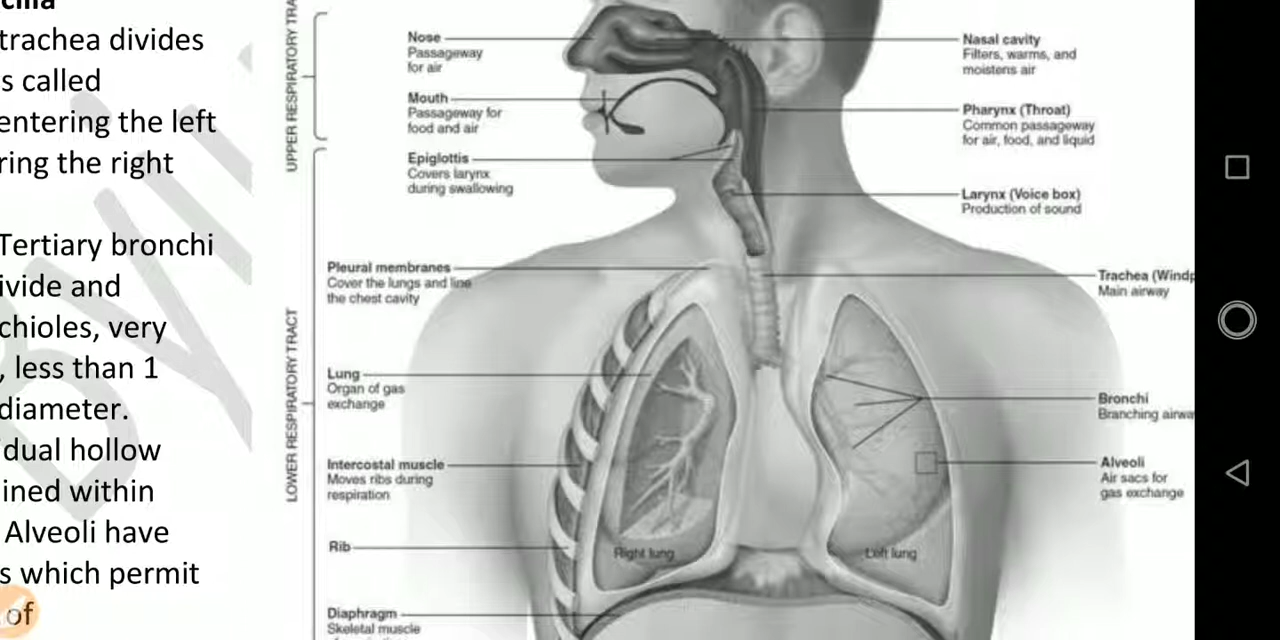 cilia
trachea divides
s called
entering the left
ring the right
Tertiary bronchi
ivide and
chioles, very
, less than 1
diameter.
idual hollow
ined within
Alveoli have
s which permit
of
UPPER RESPIRATORY TRA
Nose
Passageway
for air
Mouth
Passageway for
food and air
Epiglottis
Covers larynx
during swallowing
Nasal cavity
Filters, warms, and
moistens air
Pharynx (Throat)
Common passageway
for air, food, and liquid
Larynx (Voice box)
Production of sound
LOWER RESPIRATORY TRACT
Pleural membranes
Cover the lungs and line
the chest cavity
Lung
Organ of gas
exchange
Intercostal muscle
Moves ribs during
respiration
Rib
Diaphragm
Skeletal muscle
Trachea (Windp
Main airway
Bronchi
Branching airwa
Alveoli
Air sacs for
gas exchange
Right lung
Left lung